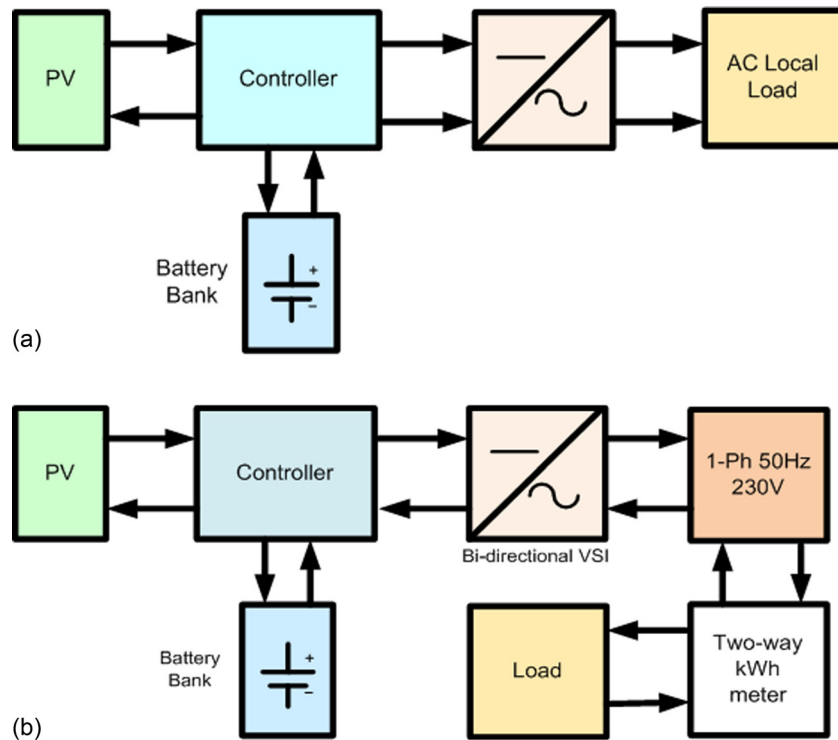 PV
Controller
AC Local
Load
Battery
Bank
+
−
(a)
PV
Controller
1-Ph 50Hz
230V
Bi-directional VSI
Battery
Bank
+
−
Load
Two-way
kWh
meter
(b)